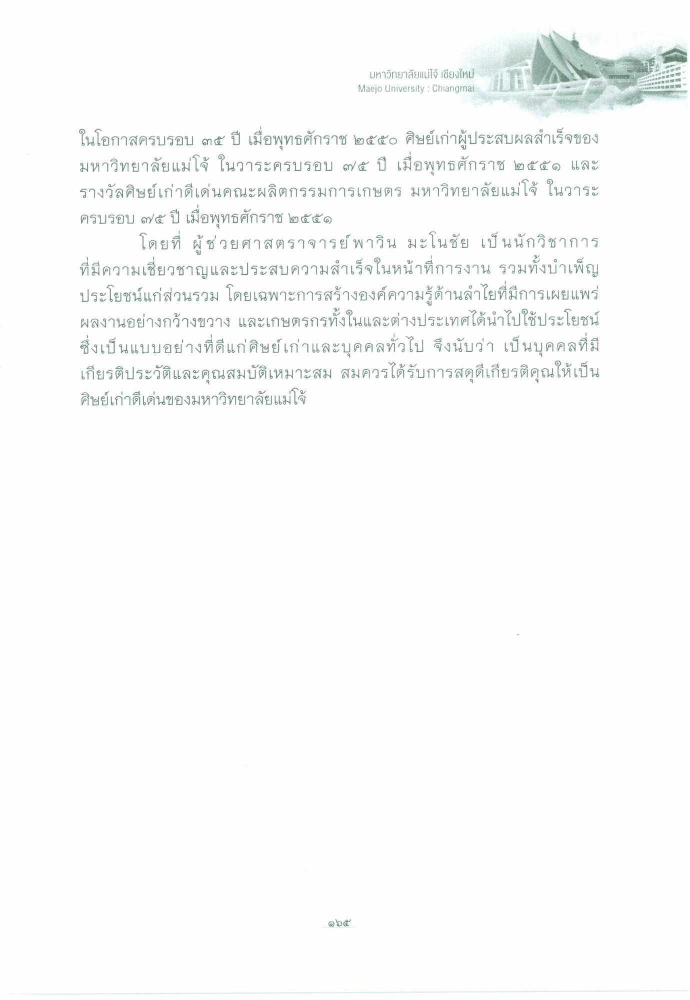 มหาวิทยาลัยแม่โจ้ เชียงใหม่
Maejo University : Chiangmai
ในโอกาสครบรอบ ๓๕ ปี เมื่อพุทธศักราช ๒๕๕๐ ศิษย์เก่าผู้ประสบผลสำเร็จของ
มหาวิทยาลัยแม่โจ้ ในวาระครบรอบ ๗๕ ปี เมื่อพุทธศักราช ๒๕๕๑ และ
รางวัลศิษย์เก่าดีเด่นคณะผลิตกรรมการเกษตร มหาวิทยาลัยแม่โจ้ ในวาระ
ครบรอบ ๗๕ ปี เมื่อพุทธศักราช ๒๕๕๑
โดยที่ ผู้ช่วยศาสตราจารย์พาวิน มะโนชัย เป็นนักวิชาการ
ที่มีความเชี่ยวชาญและประสบความสำเร็จในหน้าที่การงาน รวมทั้งบำเพ็ญ
ประโยชน์แก่ส่วนรวม โดยเฉพาะการสร้างองค์ความรู้ด้านลำไยที่มีการเผยแพร่
ผลงานอย่างกว้างขวาง และเกษตรกรทั้งในและต่างประเทศได้นำไปใช้ประโยชน์
ซึ่งเป็นแบบอย่างที่ดีแก่ศิษย์เก่าและบุคคลทั่วไป จึงนับว่า เป็นบุคคลที่มี
เกียรติประวัติและคุณสมบัติเหมาะสม สมควรได้รับการสดุดีเกียรติคุณให้เป็น
ศิษย์เก่าดีเด่นของมหาวิทยาลัยแม่โจ้
๑๖๕